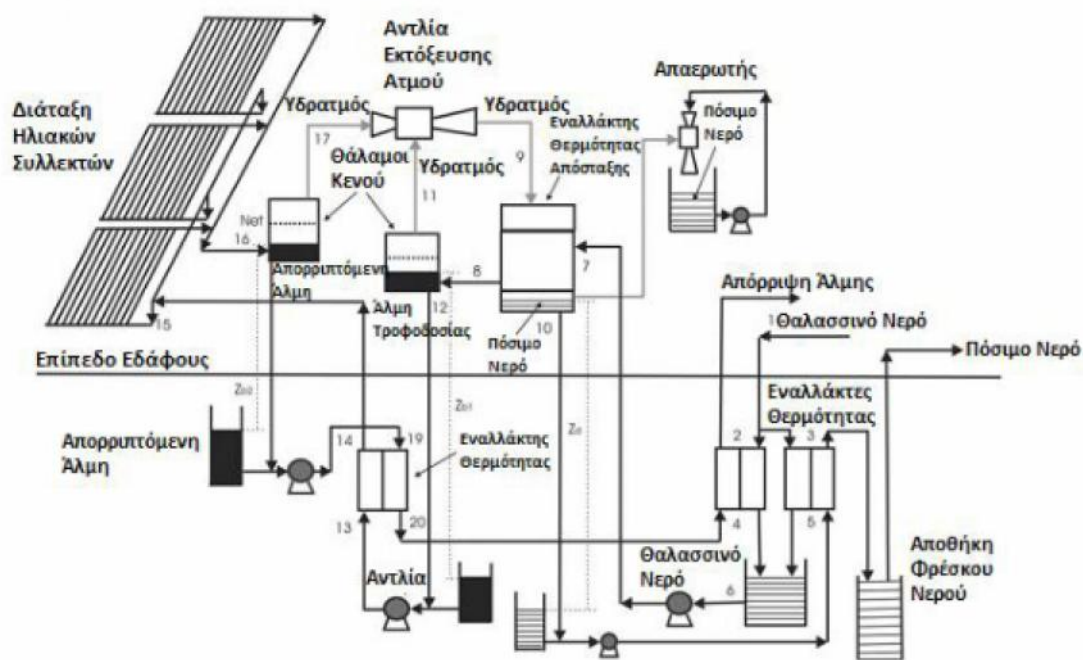 Αντλία
Εκτόξευσης
Ατμού
Απαερωτής
Διάταξη
Ηλιακών
Συλλεκτών
Υδρατμός
17
Υδρατμός
9
Εναλλάκτης
Θερμότητας
Απόσταξης
Πόσιμο
Νερό
Θάλαμοι
Κενού
Υδρατμός
11
Net
16
Απορριπτόμενη
Άλμη
8
7
12
Άλμη
Τροφοδοσίας
10
Πόσιμο
Νερό
15
Απόρριψη Άλμης
1
Θαλασσινό Νερό
Πόσιμο Νερό
Επίπεδο Εδάφους
Εναλλάκτες
Θερμότητας
Απορριπτόμενη
Άλμη
14
19
Εναλλάκτης
Θερμότητας
2
3
13
20
4
5
Αντλία
Θαλασσινό
Νερό
6
Αποθήκη
Φρέσκου
Νερού